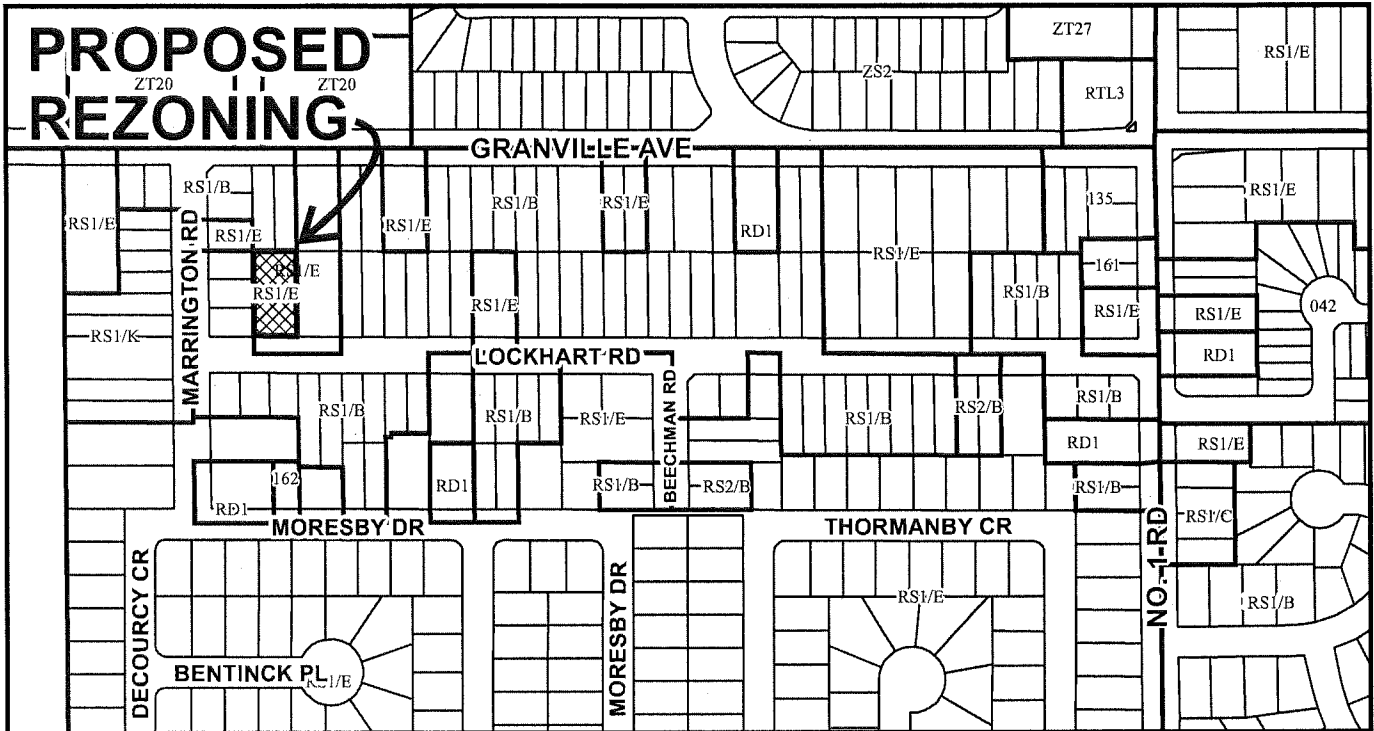 PROPOSED
REZONING
ZT20
ZT20
ZS2
ZT27
RTL3
RS1/E
GRANVILLE AVE
RS1/E
RS1/B
MARRINGTON RD
RS1/E
RS1/E
RS1/E
RS1/E
RS1/B
RS1/E
RD1
RS1/E
135
161
RS1/B
RS1/E
RS1/E
042
RS1/E
RD1
RS1/K
RS1/E
LOCKHART RD
BEECHMAN RD
RS1/B
RS1/B
RS1/E
RS1/B
RS2/B
RS1/B
RD1
RS1/E
RD1
162
RD1
RS1/B
RS2/B
RS1/B
RS1/C
MORESBY DR
THORMANBY CR
NO. 1 RD
DECOURCY CR
MORESBY DR
RS1/E
RS1/B
BENTINCK PL
RS1/E